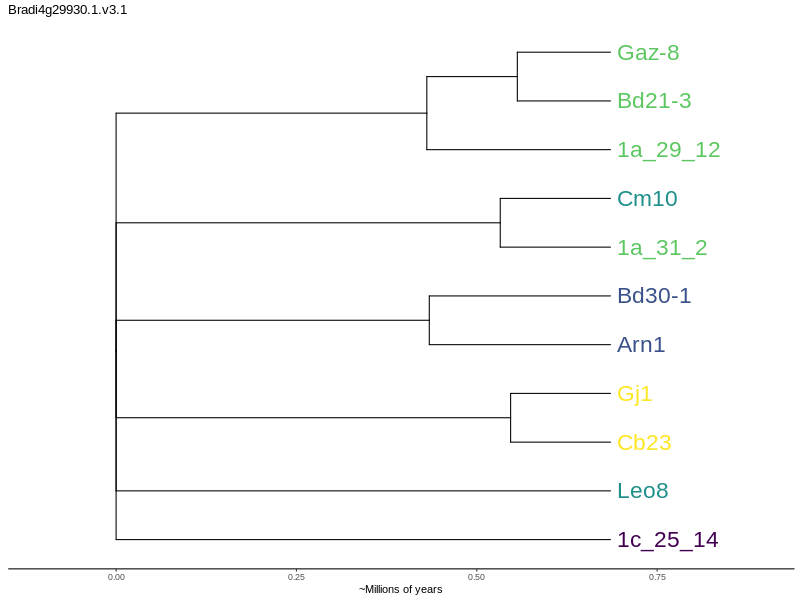 Bradi4g29930.1.v3.1
Gaz-8
Bd21-3
1a_29_12
Cm10
1a_31_2
Bd30-1
Arn1
Gj1
Cb23
Leo8
1c_25_14
0.00 0.25 0.50 0.75
~Millions of years